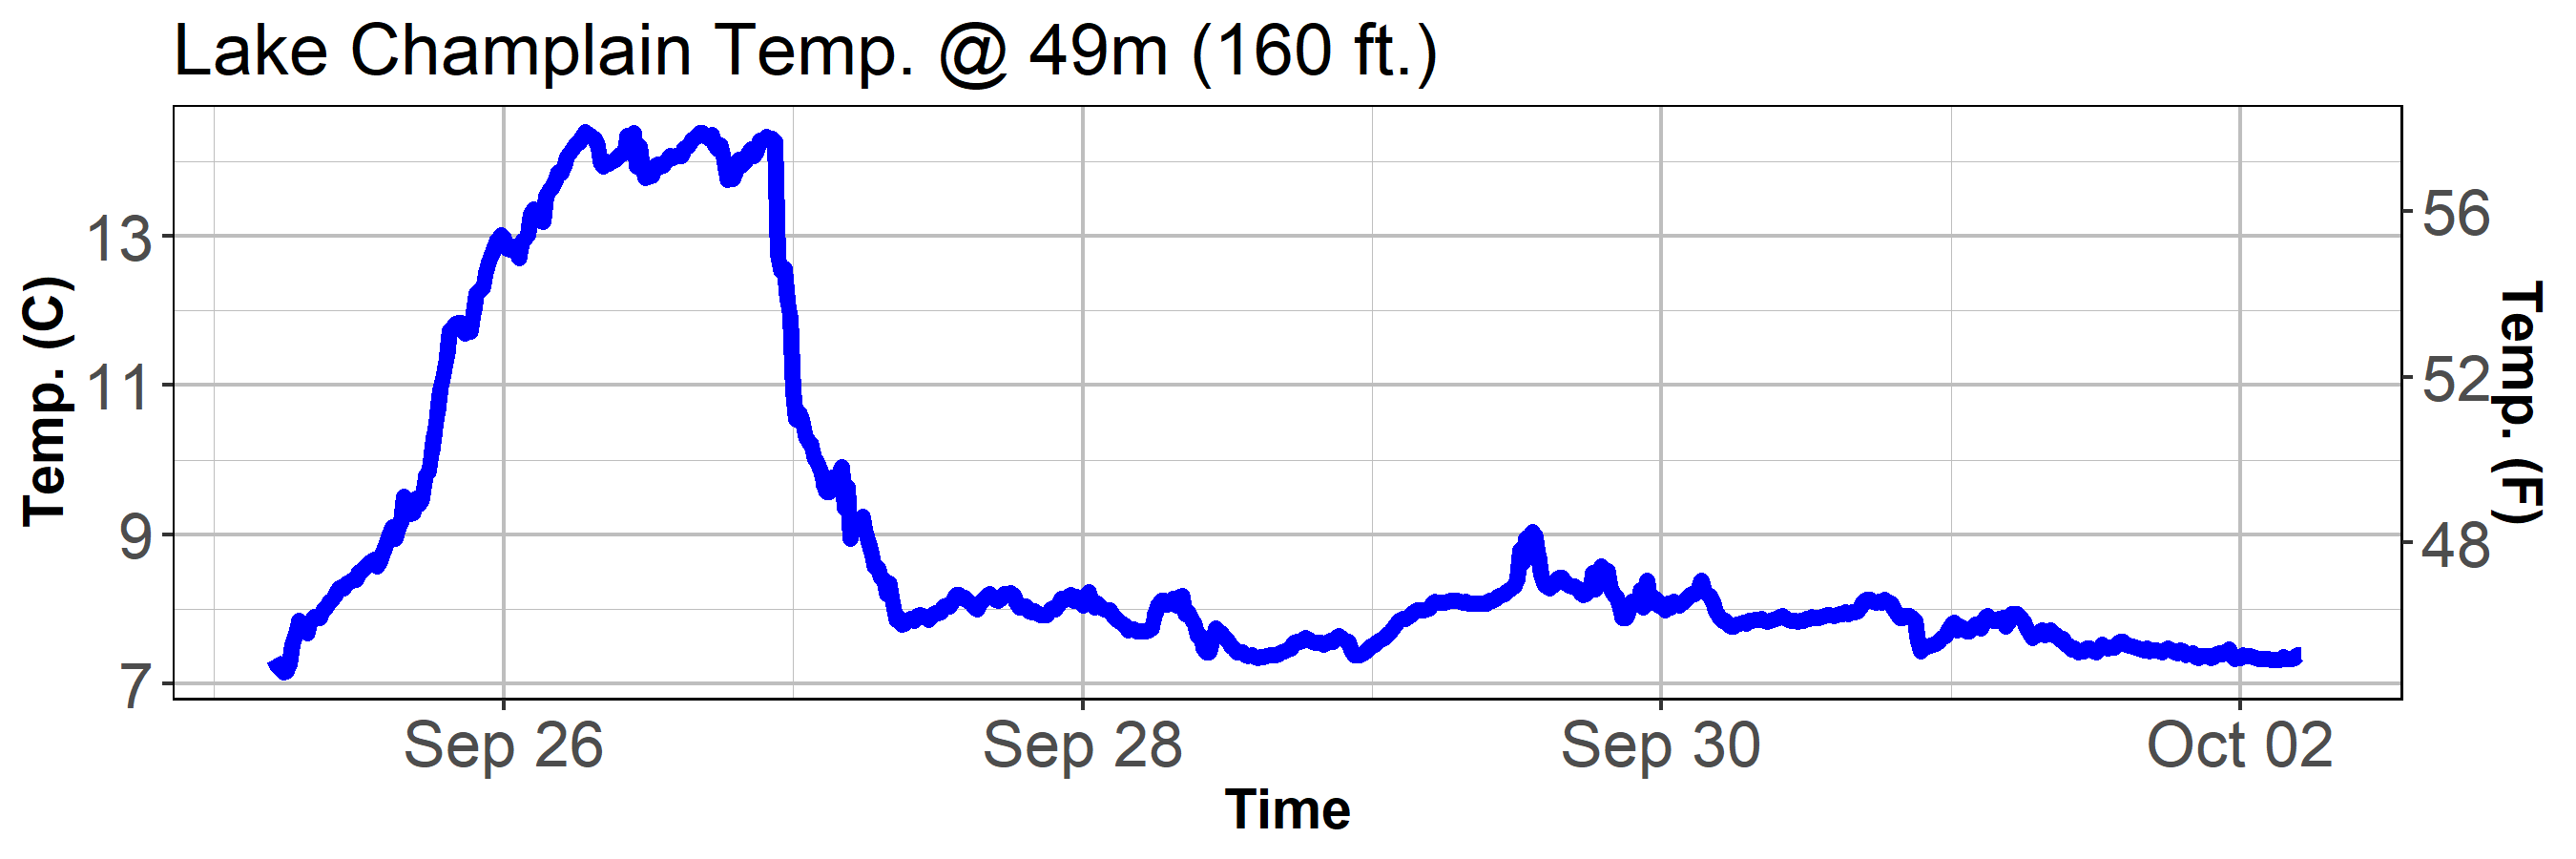 Lake Champlain Temp. @ 49m (160 ft.)
13
11
9
7
Temp. (C)
56
52
48
Temp. (F)
Sep 26
Sep 28
Sep 30
Oct 02
Time